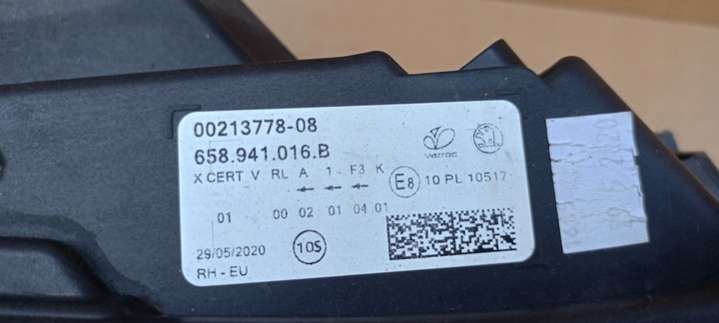 00213778-08
658.941.016.B
X CERT V RL A 1 F3 K
E8 10 PL 10517
01 00 02 01 04 01
29/05/2020 10S
RH - EU